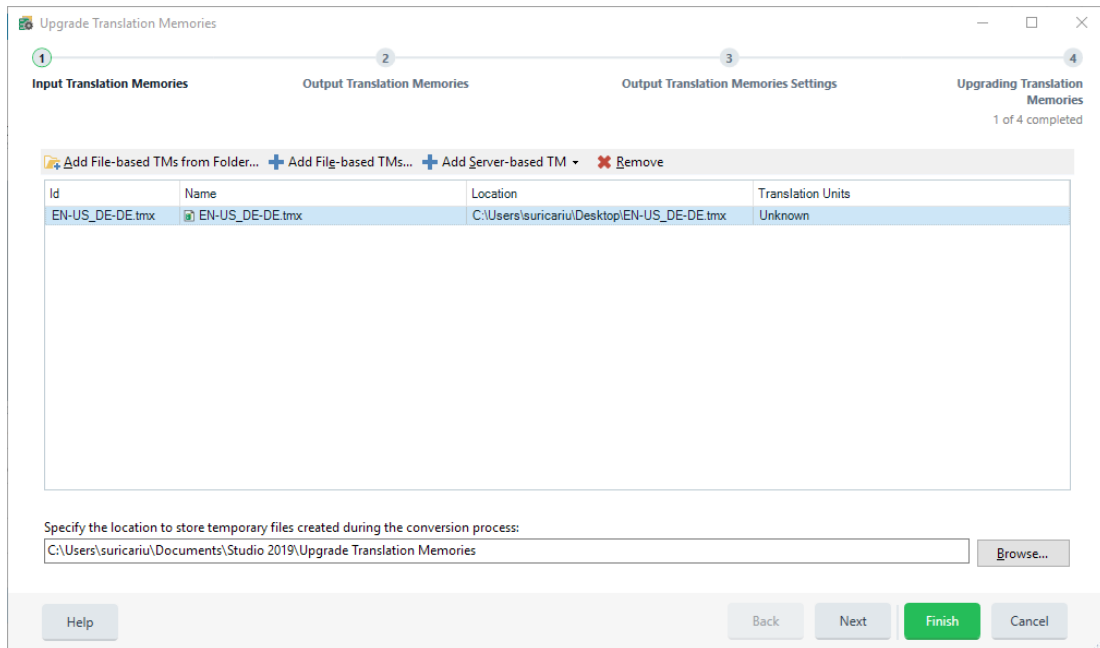 Upgrade Translation Memories
1 2 3 4
Input Translation Memories Output Translation Memories Output Translation Memories Settings Upgrading Translation
Memories
1 of 4 completed
Add File-based TMs from Folder... Add File-based TMs... Add Server-based TM Remove
Id Name Location Translation Units
EN-US_DE-DE.tmx EN-US_DE-DE.tmx C:\Users\suricariu\Desktop\EN-US_DE-DE.tmx Unknown
Specify the location to store temporary files created during the conversion process:
C:\Users\suricariu\Documents\Studio 2019\Upgrade Translation Memories Browse...
Help Back Next Finish Cancel